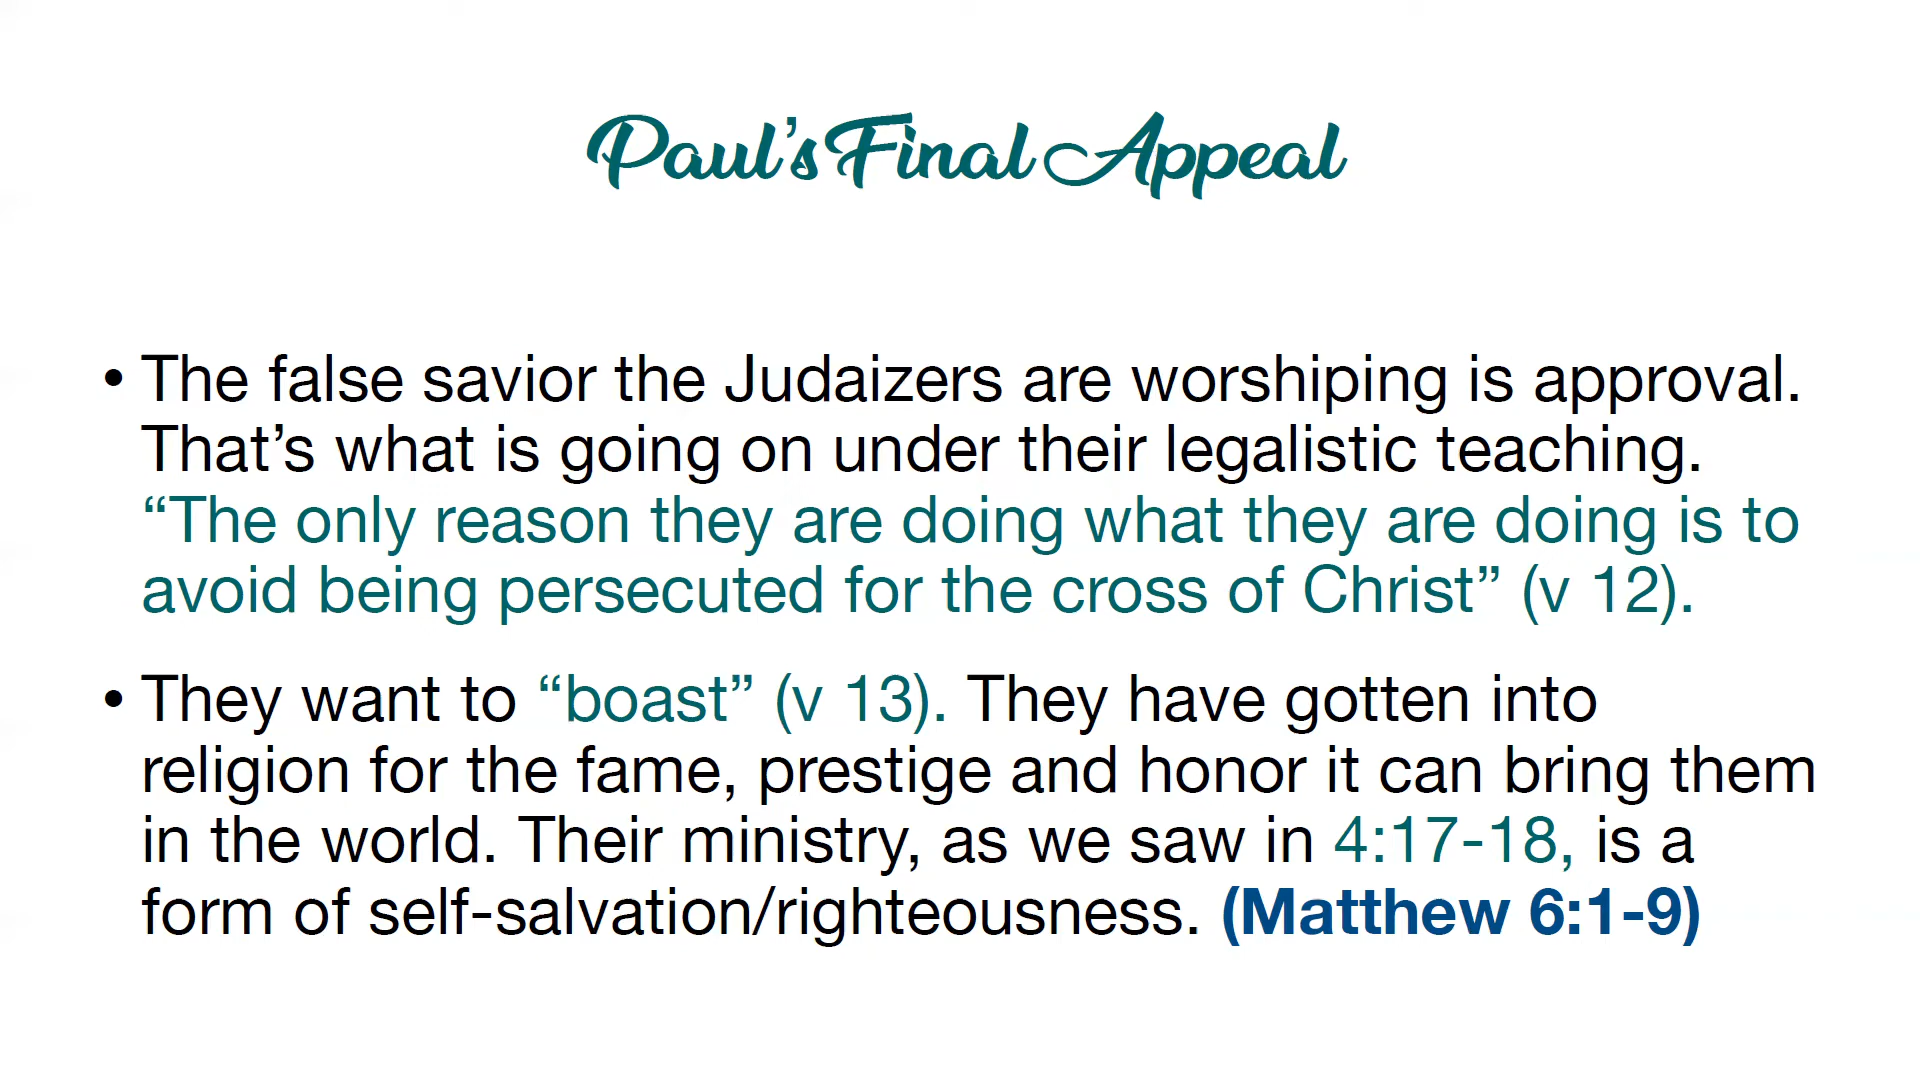 Paul’s Final Appeal
• The false savior the Judaizers are worshiping is approval.
That’s what is going on under their legalistic teaching.
“The only reason they are doing what they are doing is to
avoid being persecuted for the cross of Christ” (v 12).
• They want to “boast” (v 13). They have gotten into
religion for the fame, prestige and honor it can bring them
in the world. Their ministry, as we saw in 4:17-18, is a
form of self-salvation/righteousness. (Matthew 6:1-9)